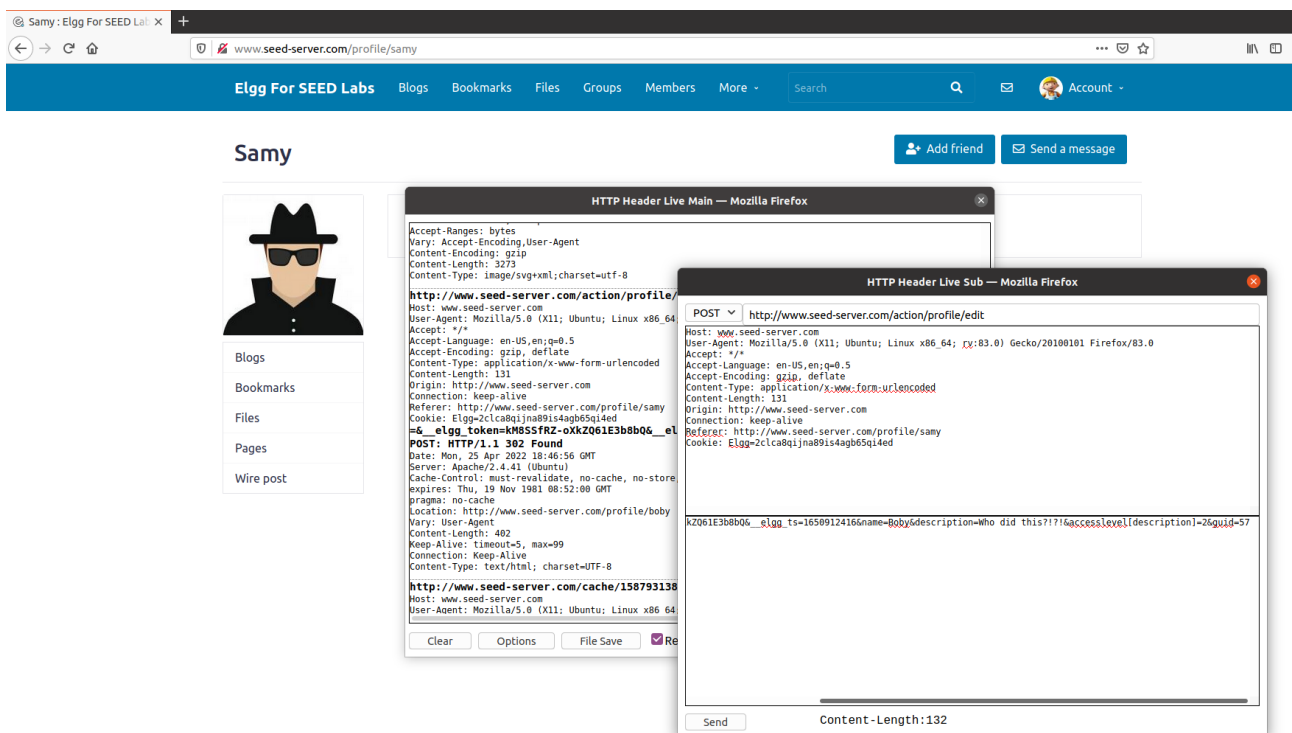 Samy : Elgg For SEED Lab
www.seed-server.com/profile/samy
Elgg For SEED Labs Blogs Bookmarks Files Groups Members More Search Account
Samy
Add friend Send a message
Blogs
Bookmarks
Files
Pages
Wire post
HTTP Header Live Main — Mozilla Firefox
Accept-Ranges: bytes
Vary: Accept-Encoding,User-Agent
Content-Encoding: gzip
Content-Length: 3273
Content-Type: image/svg+xml;charset=utf-8
http://www.seed-server.com/action/profile/
Host: www.seed-server.com
User-Agent: Mozilla/5.0 (X11; Ubuntu; Linux x86_64;
Accept: */*
Accept-Language: en-US,en;q=0.5
Accept-Encoding: gzip, deflate
Content-Type: application/x-www-form-urlencoded
Content-Length: 131
Origin: http://www.seed-server.com
Connection: keep-alive
Referer: http://www.seed-server.com/profile/samy
Cookie: Elgg=2clca8qijna89is4agb65qi4ed
=&__elgg_token=kM8SSfRZ-oXkZQ61E3b8bQ&__el
POST: HTTP/1.1 302 Found
Date: Mon, 25 Apr 2022 18:46:56 GMT
Server: Apache/2.4.41 (Ubuntu)
Cache-Control: must-revalidate, no-cache, no-store,
expires: Thu, 19 Nov 1981 08:52:00 GMT
pragma: no-cache
Location: http://www.seed-server.com/profile/boby
Vary: User-Agent
Content-Length: 402
Keep-Alive: timeout=5, max=99
Connection: Keep-Alive
Content-Type: text/html; charset=UTF-8
http://www.seed-server.com/cache/158793138
Host: www.seed-server.com
User-Agent: Mozilla/5.0 (X11; Ubuntu; Linux x86 64
Clear Options File Save Re
HTTP Header Live Sub — Mozilla Firefox
POST http://www.seed-server.com/action/profile/edit
Host: www.seed-server.com
User-Agent: Mozilla/5.0 (X11; Ubuntu; Linux x86_64; rv:83.0) Gecko/20100101 Firefox/83.0
Accept: */*
Accept-Language: en-US,en;q=0.5
Accept-Encoding: gzip, deflate
Content-Type: application/x-www-form-urlencoded
Content-Length: 131
Origin: http://www.seed-server.com
Connection: keep-alive
Referer: http://www.seed-server.com/profile/samy
Cookie: Elgg=2clca8qijna89is4agb65qi4ed
kZQ61E3b8bQ&__elgg_ts=1650912416&name=Boby&description=Who did this?!?!&accesslevel[description]=2&guid=57
Send Content-Length:132